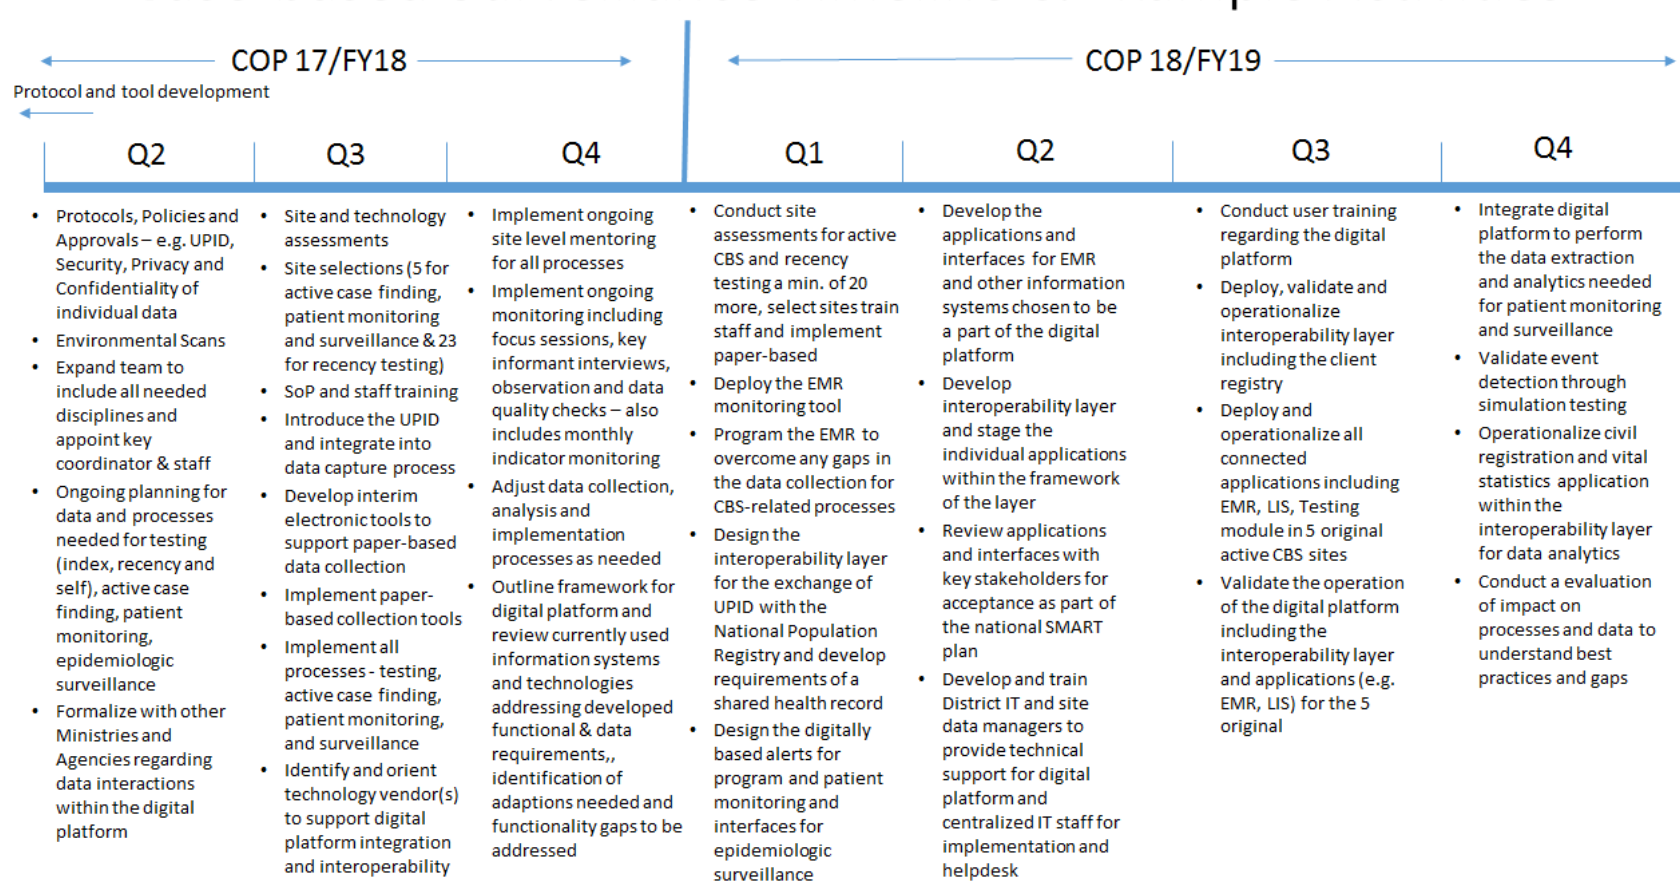 COP 17/FY18
COP 18/FY19
Protocol and tool development
Q2
Q3
Q4
Q1
Q2
Q3
Q4
• Protocols, Policies and
Approvals – e.g. UPID,
Security, Privacy and
Confidentiality of
individual data
• Environmental Scans
• Expand team to
include all needed
disciplines and
appoint key
coordinator & staff
• Ongoing planning for
data and processes
needed for testing
(index, recency and
self), active case
finding, patient
monitoring,
epidemiologic
surveillance
• Formalize with other
Ministries and
Agencies regarding
data interactions
within the digital
platform
• Site and technology
assessments
• Site selections (5 for
active case finding,
patient monitoring
and surveillance & 23
for recency testing)
• SoP and staff training
• Introduce the UPID
and integrate into
data capture process
• Develop interim
electronic tools to
support paper-based
data collection
• Implement paper-
based collection tools
• Implement all
processes - testing,
active case finding,
patient monitoring,
and surveillance
• Identify and orient
technology vendor(s)
to support digital
platform integration
and interoperability
• Implement ongoing
site level mentoring
for all processes
• Implement ongoing
monitoring including
focus sessions, key
informant interviews,
observation and data
quality checks – also
includes monthly
indicator monitoring
• Adjust data collection,
analysis and
implementation
processes as needed
• Outline framework for
digital platform and
review currently used
information systems
and technologies
addressing developed
functional & data
requirements,,
identification of
adaptions needed and
functionality gaps to be
addressed
• Conduct site
assessments for active
CBS and recency
testing a min. of 20
more, select sites train
staff and implement
paper-based
• Deploy the EMR
monitoring tool
• Program the EMR to
overcome any gaps in
the data collection for
CBS-related processes
• Design the
interoperability layer
for the exchange of
UPID with the
National Population
Registry and develop
requirements of a
shared health record
• Design the digitally
based alerts for
program and patient
monitoring and
interfaces for
epidemiologic
surveillance
• Develop the
applications and
interfaces for EMR
and other information
systems chosen to be
a part of the digital
platform
• Develop
interoperability layer
and stage the
individual applications
within the framework
of the layer
• Review applications
and interfaces with
key stakeholders for
acceptance as part of
the national SMART
plan
• Develop and train
District IT and site
data managers to
provide technical
support for digital
platform and
centralized IT staff for
implementation and
helpdesk
• Conduct user training
regarding the digital
platform
• Deploy, validate and
operationalize
interoperability layer
including the client
registry
• Deploy and
operationalize all
connected
applications including
EMR, LIS, Testing
module in 5 original
active CBS sites
• Validate the operation
of the digital platform
including the
interoperability layer
and applications (e.g.
EMR, LIS) for the 5
original
• Integrate digital
platform to perform
the data extraction
and analytics needed
for patient monitoring
and surveillance
• Validate event
detection through
simulation testing
• Operationalize civil
registration and vital
statistics application
within the
interoperability layer
for data analytics
• Conduct a evaluation
of impact on
processes and data to
understand best
practices and gaps